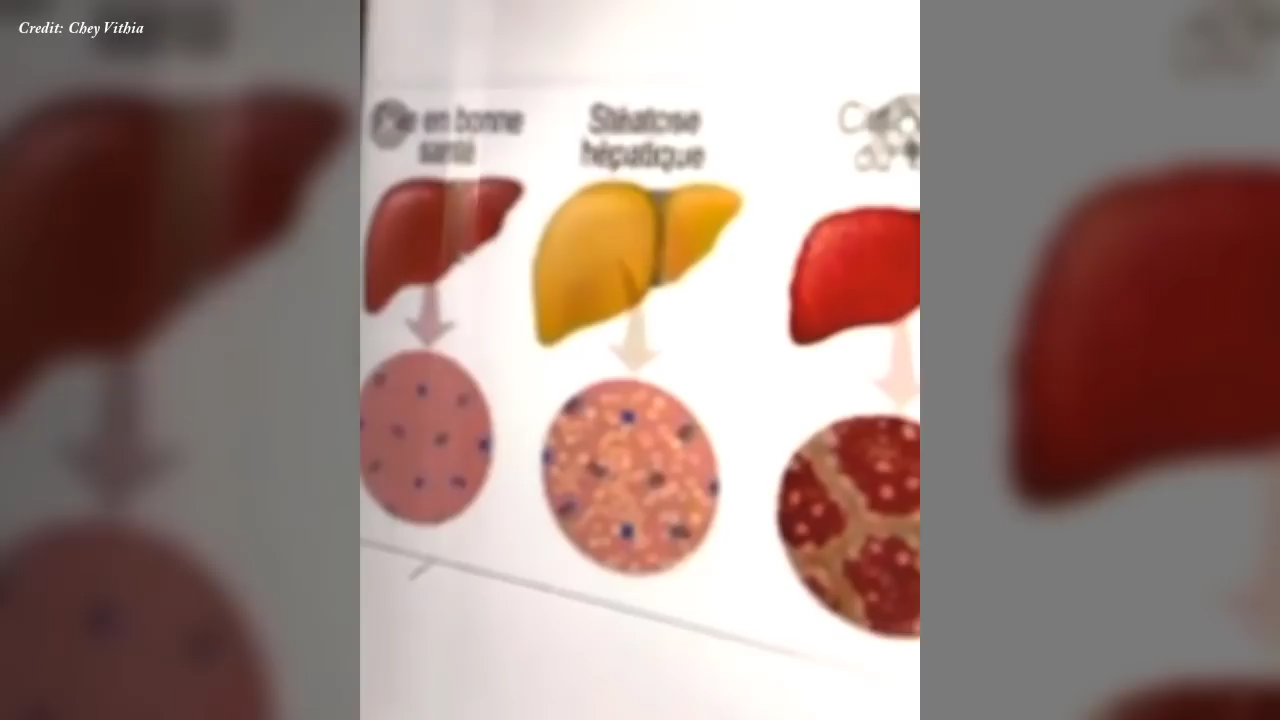 Credit: Chey Vithia
en bonne
santé
Stéatose
hépatique